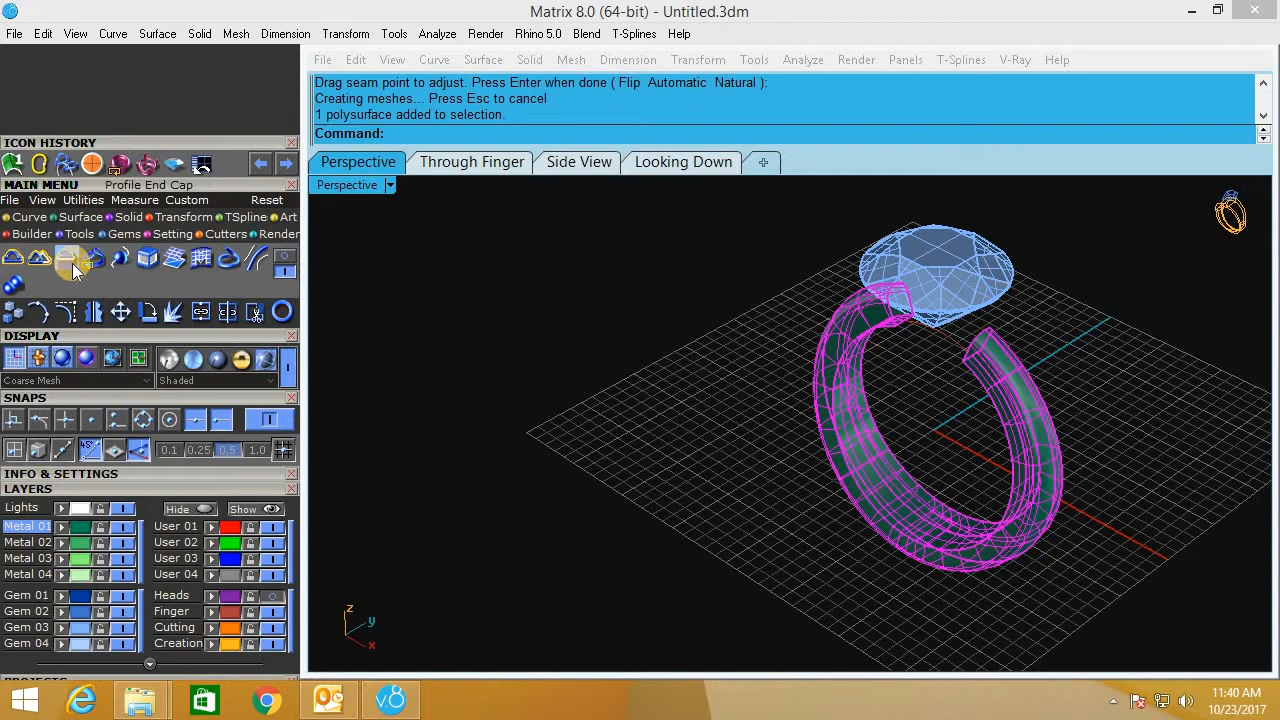 Matrix 8.0 (64-bit) - Untitled.3dm
File Edit View Curve Surface Solid Mesh Dimension Transform Tools Analyze Render Rhino 5.0 Blend T-Splines Help
File Edit View Curve Surface Solid Mesh Dimension Transform Tools Analyze Render Panels T-Splines V-Ray Help
Drag seam point to adjust. Press Enter when done ( Flip Automatic Natural ):
Creating meshes... Press Esc to cancel
1 polysurface added to selection.
Command:
ICON HISTORY
Perspective Through Finger Side View Looking Down
MAIN MENU Profile End Cap
Perspective
File View Utilities Measure Custom Reset
Curve Surface Solid Transform TSpline Art
Builder Tools Gems Setting Cutters Render
DISPLAY
Coarse Mesh Shaded
SNAPS
45° 0.1 0.25 0.5 1.0
INFO & SETTINGS
LAYERS
Lights Hide Show
Metal 01 User 01
Metal 02 User 02
Metal 03 User 03
Metal 04 User 04
Gem 01 Heads
Gem 02 Finger
Gem 03 Cutting
Gem 04 Creation
z
y
x
v8
11:40 AM
10/23/2017